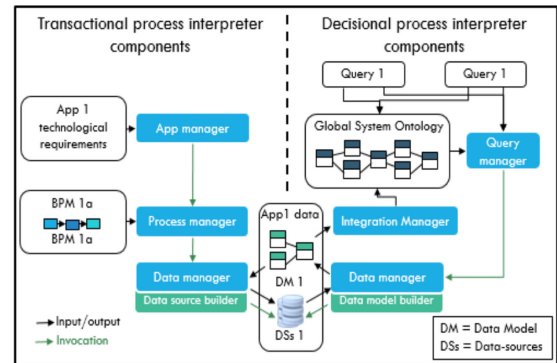 Transactional process interpreter
components
Decisional process interpreter
components
Query 1
Query 1
App 1
technological
requirements
App manager
Global System Ontology
Query
manager
BPM 1a
BPM 1a
Process manager
App1 data
Integration Manager
DM 1
Data manager
Data source builder
Data manager
Data model builder
DSs 1
Input/output
Invocation
DM = Data Model
DSs = Data-sources